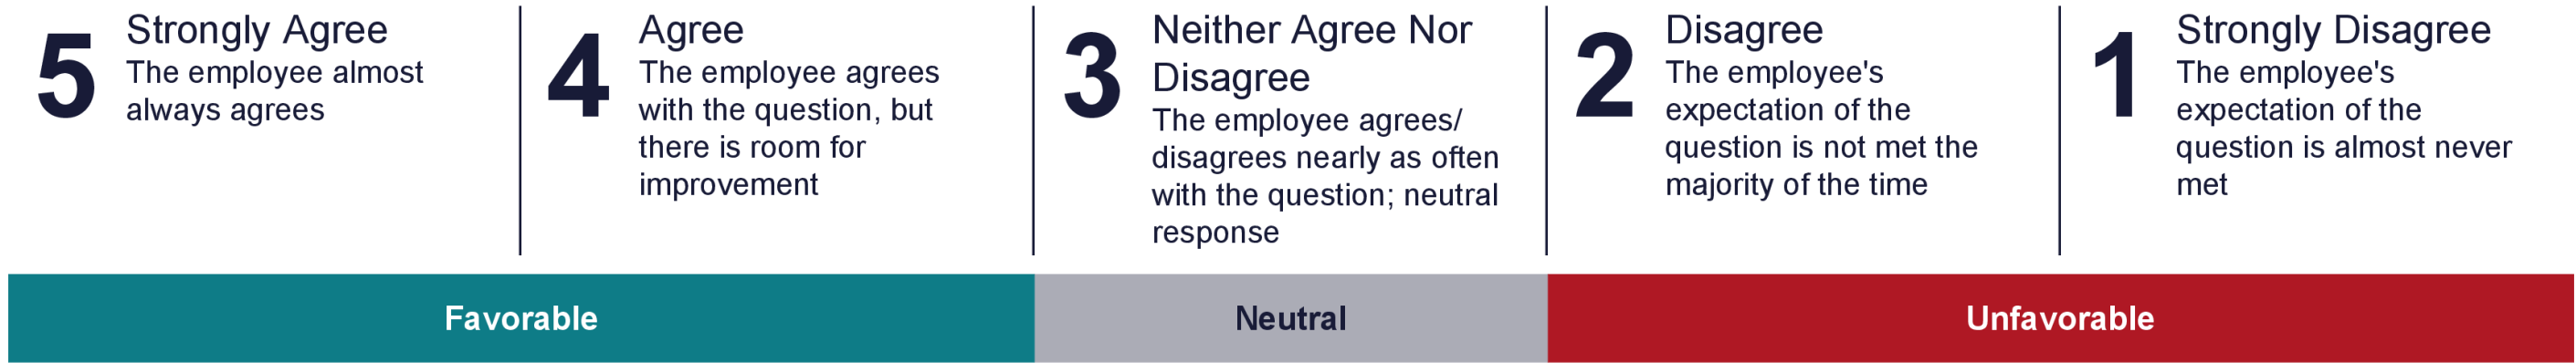 5
Strongly Agree
The employee almost
always agrees
4
Agree
The employee agrees
with the question, but
there is room for
improvement
3
Neither Agree Nor
Disagree
The employee agrees/
disagrees nearly as often
with the question; neutral
response
2
Disagree
The employee's
expectation of the
question is not met the
majority of the time
1
Strongly Disagree
The employee's
expectation of the
question is almost never
met
Favorable
Neutral
Unfavorable